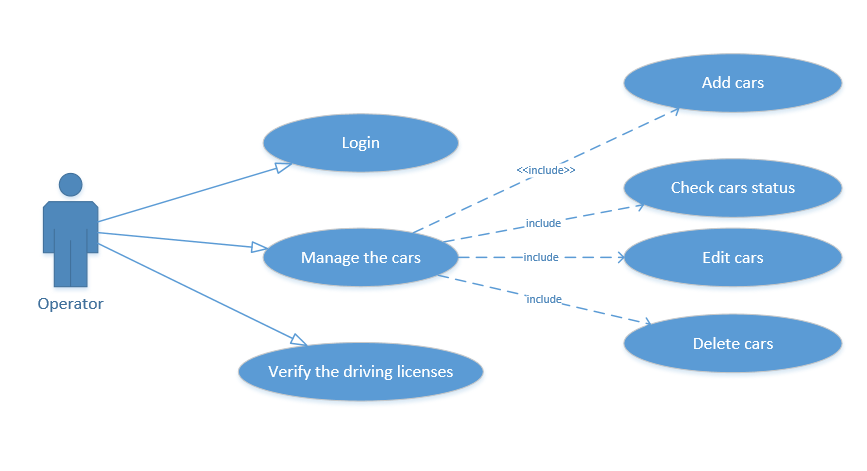 Add cars
Login
<<include>>
Check cars status
include
Manage the cars
include
Edit cars
Operator
include
Delete cars
Verify the driving licenses